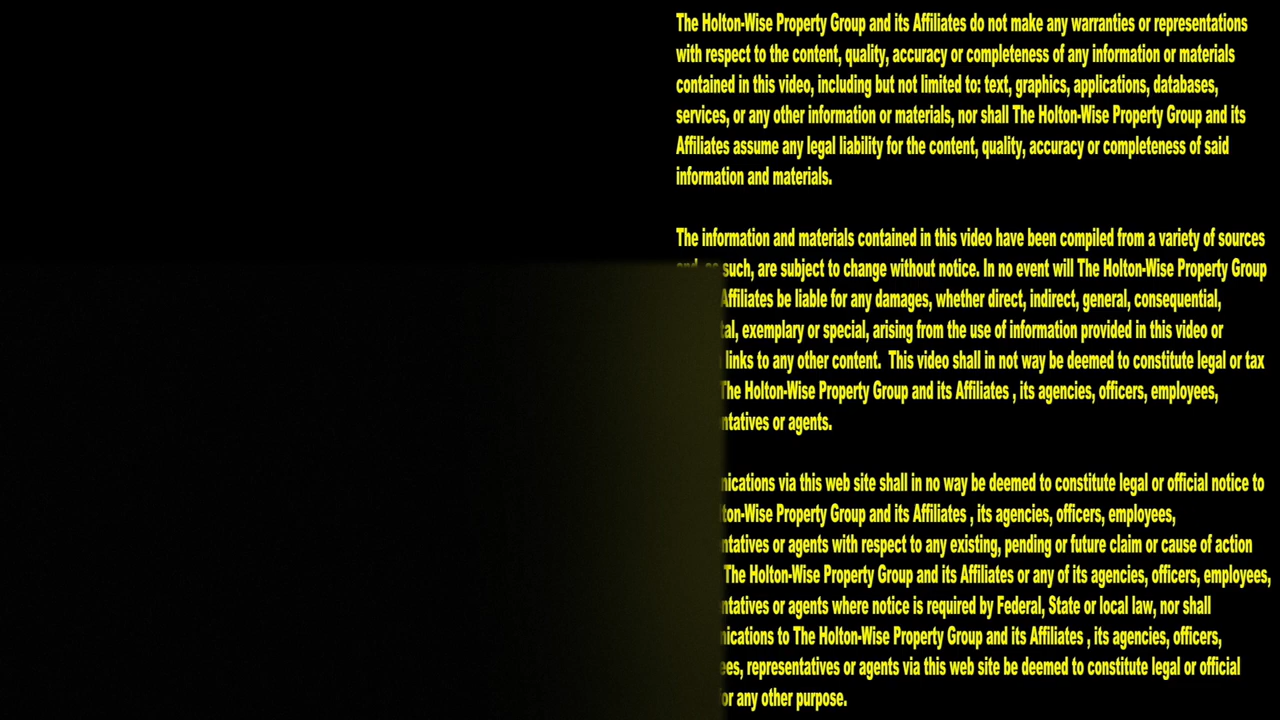 The Holton-Wise Property Group and its Affiliates do not make any warranties or representations
with respect to the content, quality, accuracy or completeness of any information or materials
contained in this video, including but not limited to: text, graphics, applications, databases,
services, or any other information or materials, nor shall The Holton-Wise Property Group and its
Affiliates assume any legal liability for the content, quality, accuracy or completeness of said
information and materials.
The information and materials contained in this video have been compiled from a variety of sources
such, are subject to change without notice. In no event will The Holton-Wise Property Group
Affiliates be liable for any damages, whether direct, indirect, general, consequential,
exemplary or special, arising from the use of information provided in this video or
links to any other content. This video shall in not way be deemed to constitute legal or tax
The Holton-Wise Property Group and its Affiliates , its agencies, officers, employees,
or agents.
via this web site shall in no way be deemed to constitute legal or official notice to
Property Group and its Affiliates , its agencies, officers, employees,
or agents with respect to any existing, pending or future claim or cause of action
The Holton-Wise Property Group and its Affiliates or any of its agencies, officers, employees,
or agents where notice is required by Federal, State or local law, nor shall
to The Holton-Wise Property Group and its Affiliates , its agencies, officers,
representatives or agents via this web site be deemed to constitute legal or official
or any other purpose.